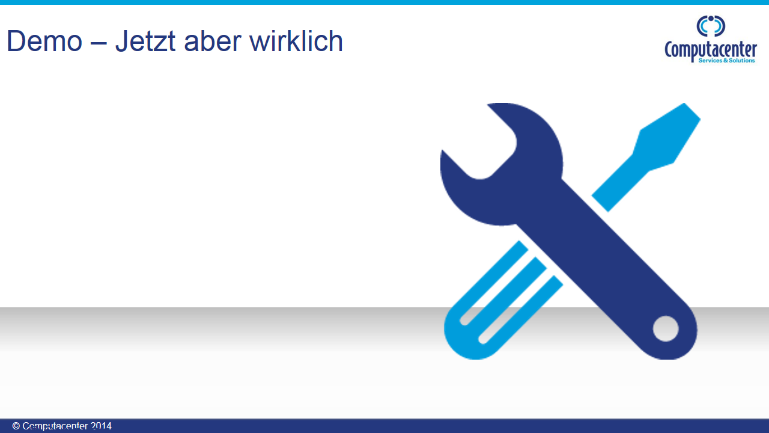 Demo – Jetzt aber wirklich
Computacenter
Services & Solutions
© Computacenter 2014